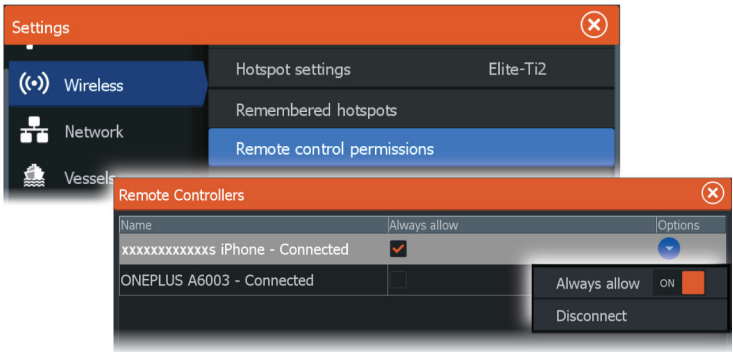 Settings
Hotspot settings Elite-Ti2
Wireless
Remembered hotspots
Network
Remote control permissions
Vessels
Remote Controllers
Name Always allow Options
xxxxxxxxxxxxs iPhone - Connected
ONEPLUS A6003 - Connected
Always allow ON
Disconnect